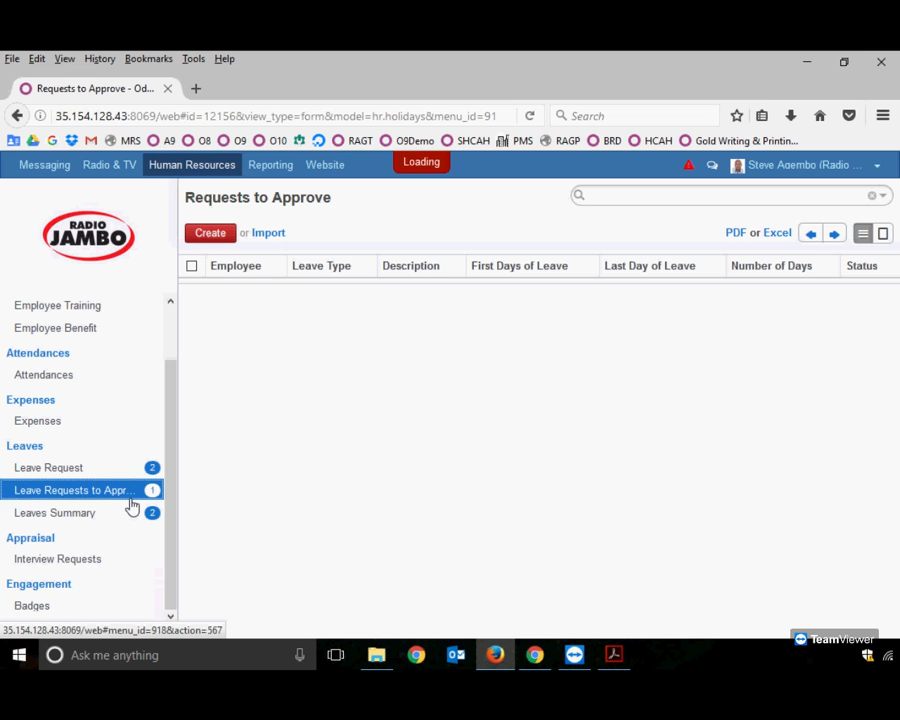 File Edit View History Bookmarks Tools Help
Requests to Approve - Od...
35.154.128.43:8069/web#id=12156&view_type=form&model=hr.holidays&menu_id=91
Search
MRS A9 O8 O9 O10 RAGT O9Demo SHCAH PMS RAGP BRD HCAH Gold Writing & Printin...
Messaging Radio & TV Human Resources Reporting Website
Loading
Steve Agembo (Radio ...
RADIO
JAMBO
Requests to Approve
Create or Import
PDF or Excel
Employee Leave Type Description First Days of Leave Last Day of Leave Number of Days Status
Employee Training
Employee Benefit
Attendances
Attendances
Expenses
Expenses
Leaves
Leave Request 2
Leave Requests to Appr... 1
Leaves Summary 2
Appraisal
Interview Requests
Engagement
Badges
35.154.128.43:8069/web#menu_id=918&action=567
TeamViewer
Ask me anything